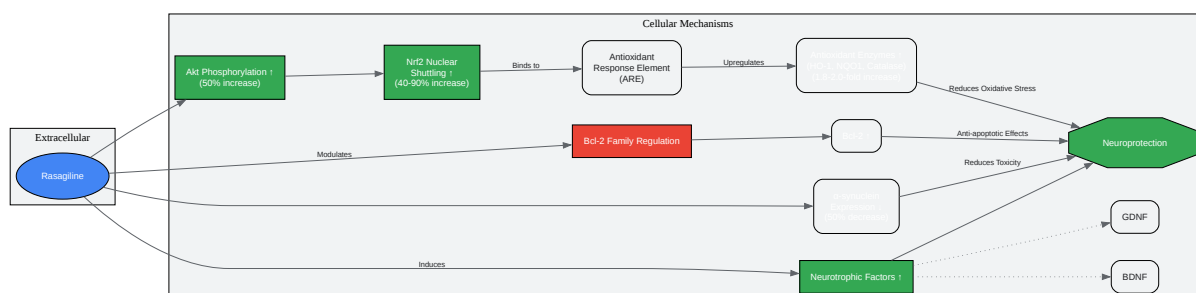 Cellular Mechanisms
Akt Phosphorylation ↑
(50% increase)
Nrf2 Nuclear
Shuttling ↑
(40-90% increase)
Binds to
Antioxidant
Response Element
(ARE)
Upregulates
Reduces Oxidative Stress
Extracellular
Rasagiline
Modulates
Bcl-2 Family Regulation
Anti-apoptotic Effects
Neuroprotection
Reduces Toxicity
GDNF
Induces
Neurotrophic Factors ↑
BDNF